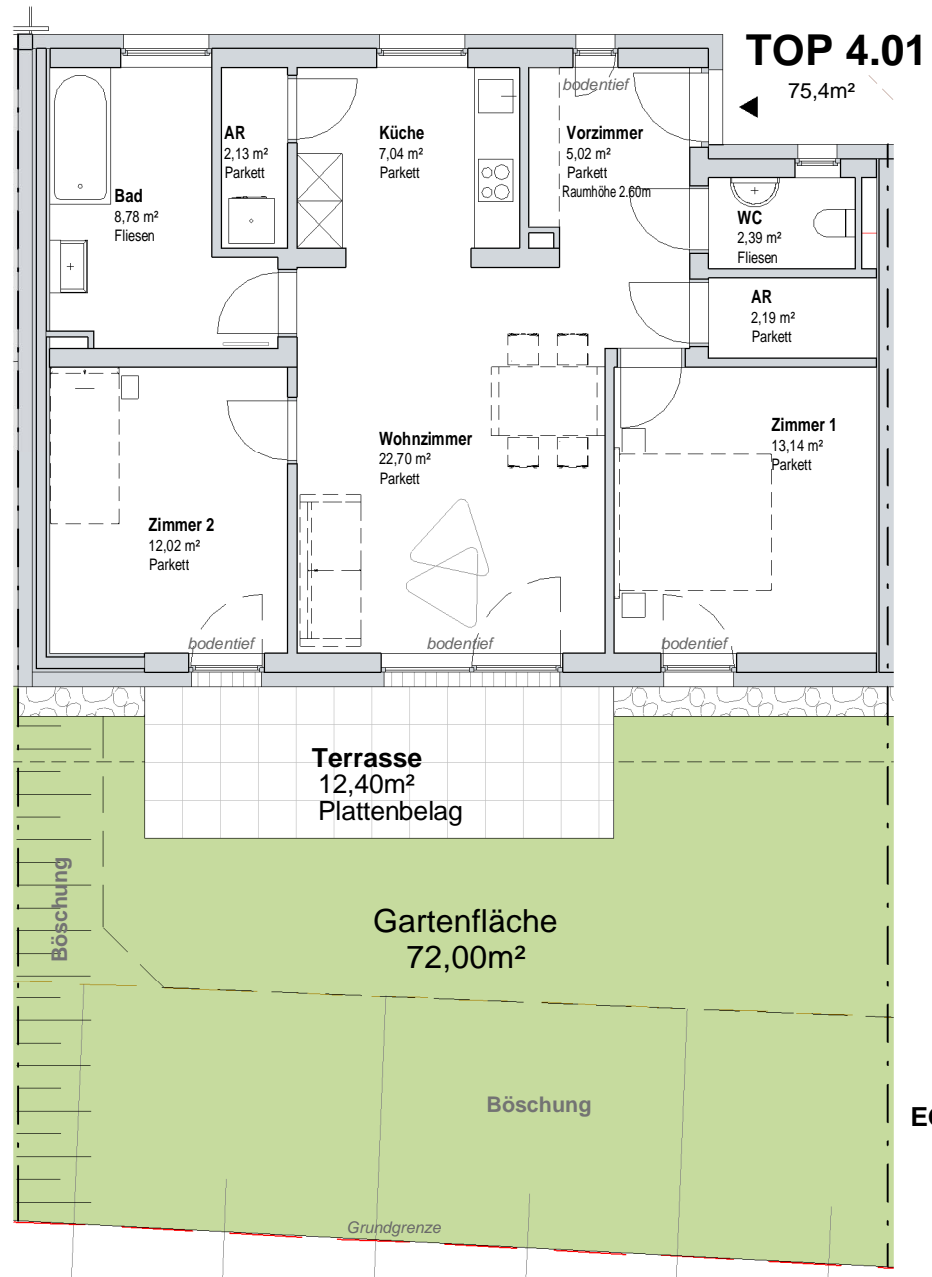 TOP 4.01
75,4m²
bodentief
AR
2,13 m²
Parkett
Küche
7,04 m²
Parkett
Vorzimmer
5,02 m²
Parkett
Raumhöhe 2.60m
Bad
8,78 m²
Fliesen
WC
2,39 m²
Fliesen
AR
2,19 m²
Parkett
Wohnzimmer
22,70 m²
Parkett
Zimmer 1
13,14 m²
Parkett
Zimmer 2
12,02 m²
Parkett
bodentief
bodentief
bodentief
Terrasse
12,40m²
Plattenbelag
Böschung
Gartenfläche
72,00m²
Böschung
Grundgrenze